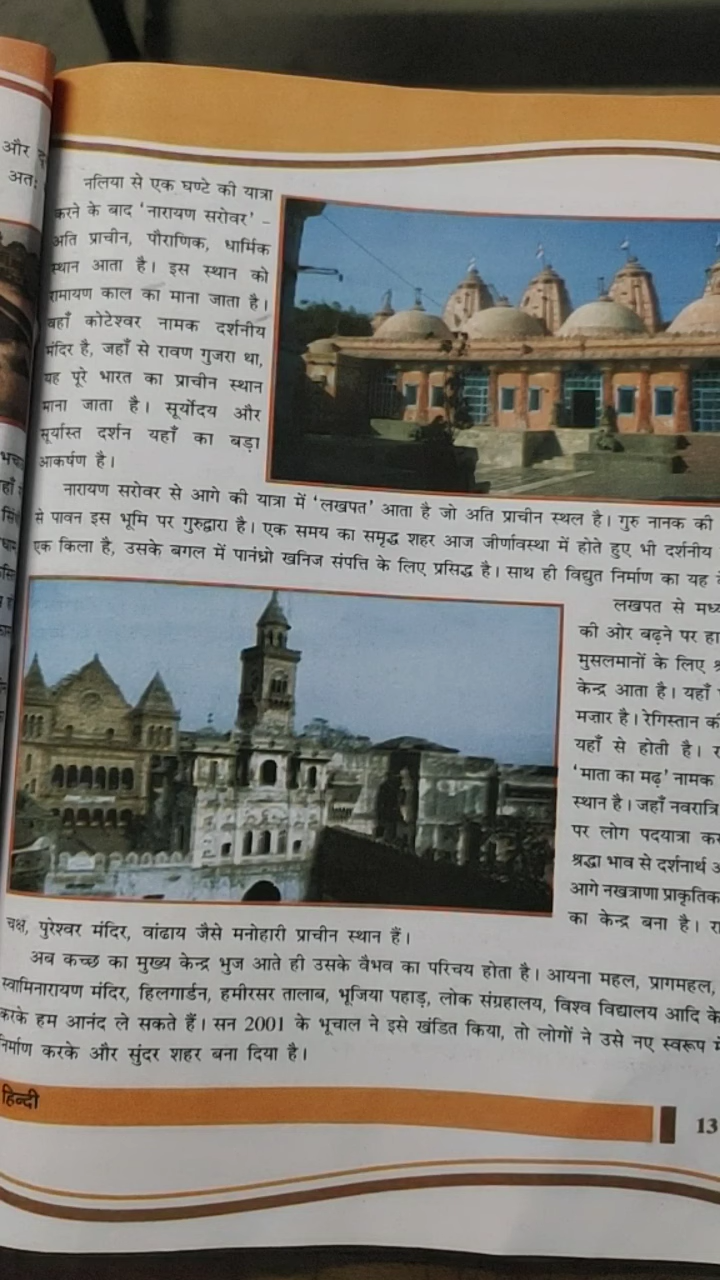 और
अतः
नलिया से एक घण्टे की यात्रा
करने के बाद 'नारायण सरोवर' -
अति प्राचीन, पौराणिक, धार्मिक
स्थान आता है। इस स्थान को
रामायण काल का माना जाता है।
वहाँ कोटेश्वर नामक दर्शनीय
मंदिर है, जहाँ से रावण गुजरा था,
यह पूरे भारत का प्राचीन स्थान
माना जाता है। सूर्योदय और
सूर्यास्त दर्शन यहाँ का बड़ा
आकर्षण है।
नारायण सरोवर से आगे की यात्रा में 'लखपत' आता है जो अति प्राचीन स्थल है। गुरु नानक की
से पावन इस भूमि पर गुरुद्वारा है। एक समय का समृद्ध शहर आज जीर्णावस्था में होते हुए भी दर्शनीय
एक किला है, उसके बगल में पानंध्रो खनिज संपत्ति के लिए प्रसिद्ध है। साथ ही विद्युत निर्माण का यह
लखपत से मध्य
की ओर बढ़ने पर हा
मुसलमानों के लिए
केन्द्र आता है। यहाँ
मज़ार है। रेगिस्तान की
यहाँ से होती है।
'माता का मढ़' नामक
स्थान है। जहाँ नवरात्रि
पर लोग पदयात्रा कर
श्रद्धा भाव से दर्शनार्थ
आगे नखत्राणा प्राकृतिक
का केन्द्र बना है।
चक्ष, पुरेश्वर मंदिर, वांढाय जैसे मनोहारी प्राचीन स्थान हैं।
अब कच्छ का मुख्य केन्द्र भुज आते ही उसके वैभव का परिचय होता है। आयना महल, प्रागमहल,
स्वामिनारायण मंदिर, हिलगार्डन, हमीरसर तालाब, भूजिया पहाड़, लोक संग्रहालय, विश्व विद्यालय आदि के
करके हम आनंद ले सकते हैं। सन 2001 के भूचाल ने इसे खंडित किया, तो लोगों ने उसे नए स्वरूप में
निर्माण करके और सुंदर शहर बना दिया है।
हिन्दी
13